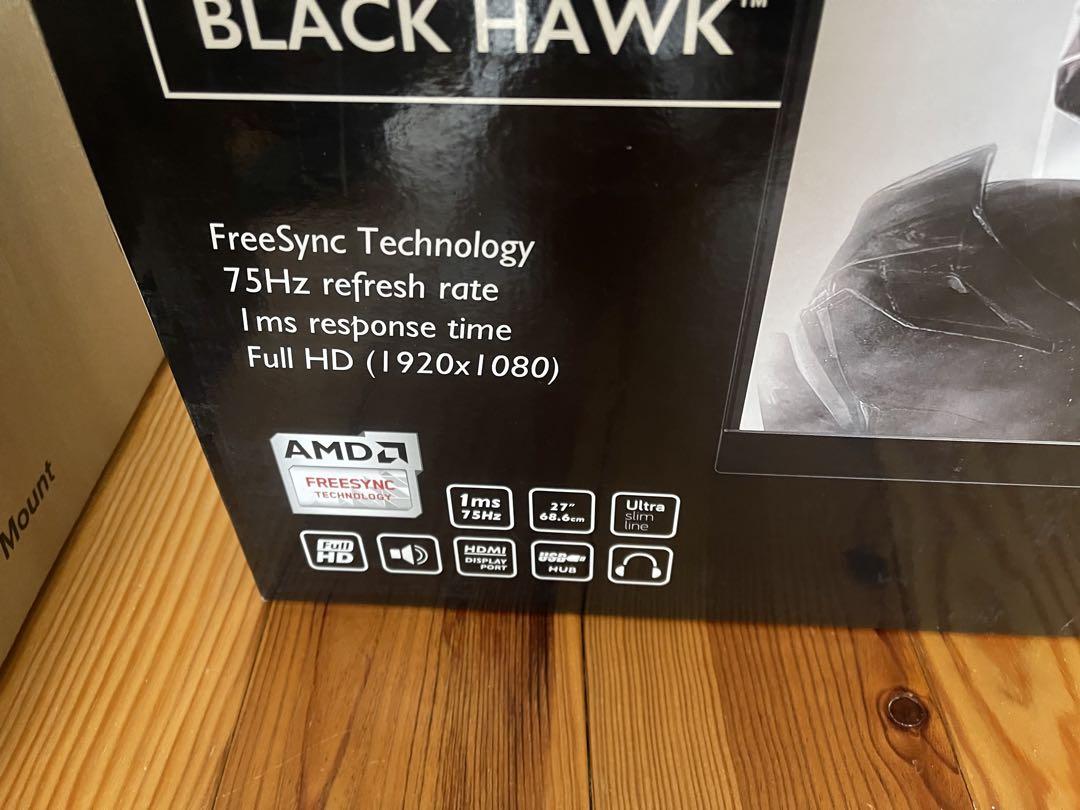 BLACK HAWK™
FreeSync Technology
75Hz refresh rate
1ms response time
Full HD (1920x1080)
AMD
FREESYNC
TECHNOLOGY
1ms
75Hz
27"
68.6cm
Ultra
slim
line
Full
HD
HDMI
DISPLAY
PORT
USB
HUB
Mount